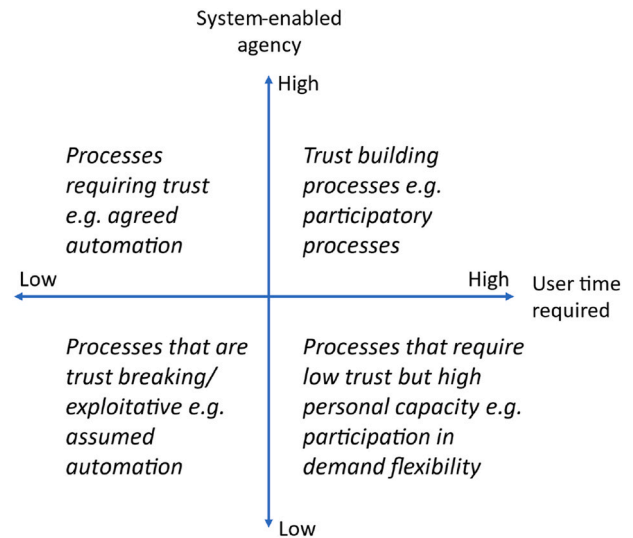 System-enabled
agency
High
Processes
requiring trust
e.g. agreed
automation
Trust building
processes e.g.
participatory
processes
Low
High
User time
required
Processes that are
trust breaking/
exploitative e.g.
assumed
automation
Processes that require
low trust but high
personal capacity e.g.
participation in
demand flexibility
Low